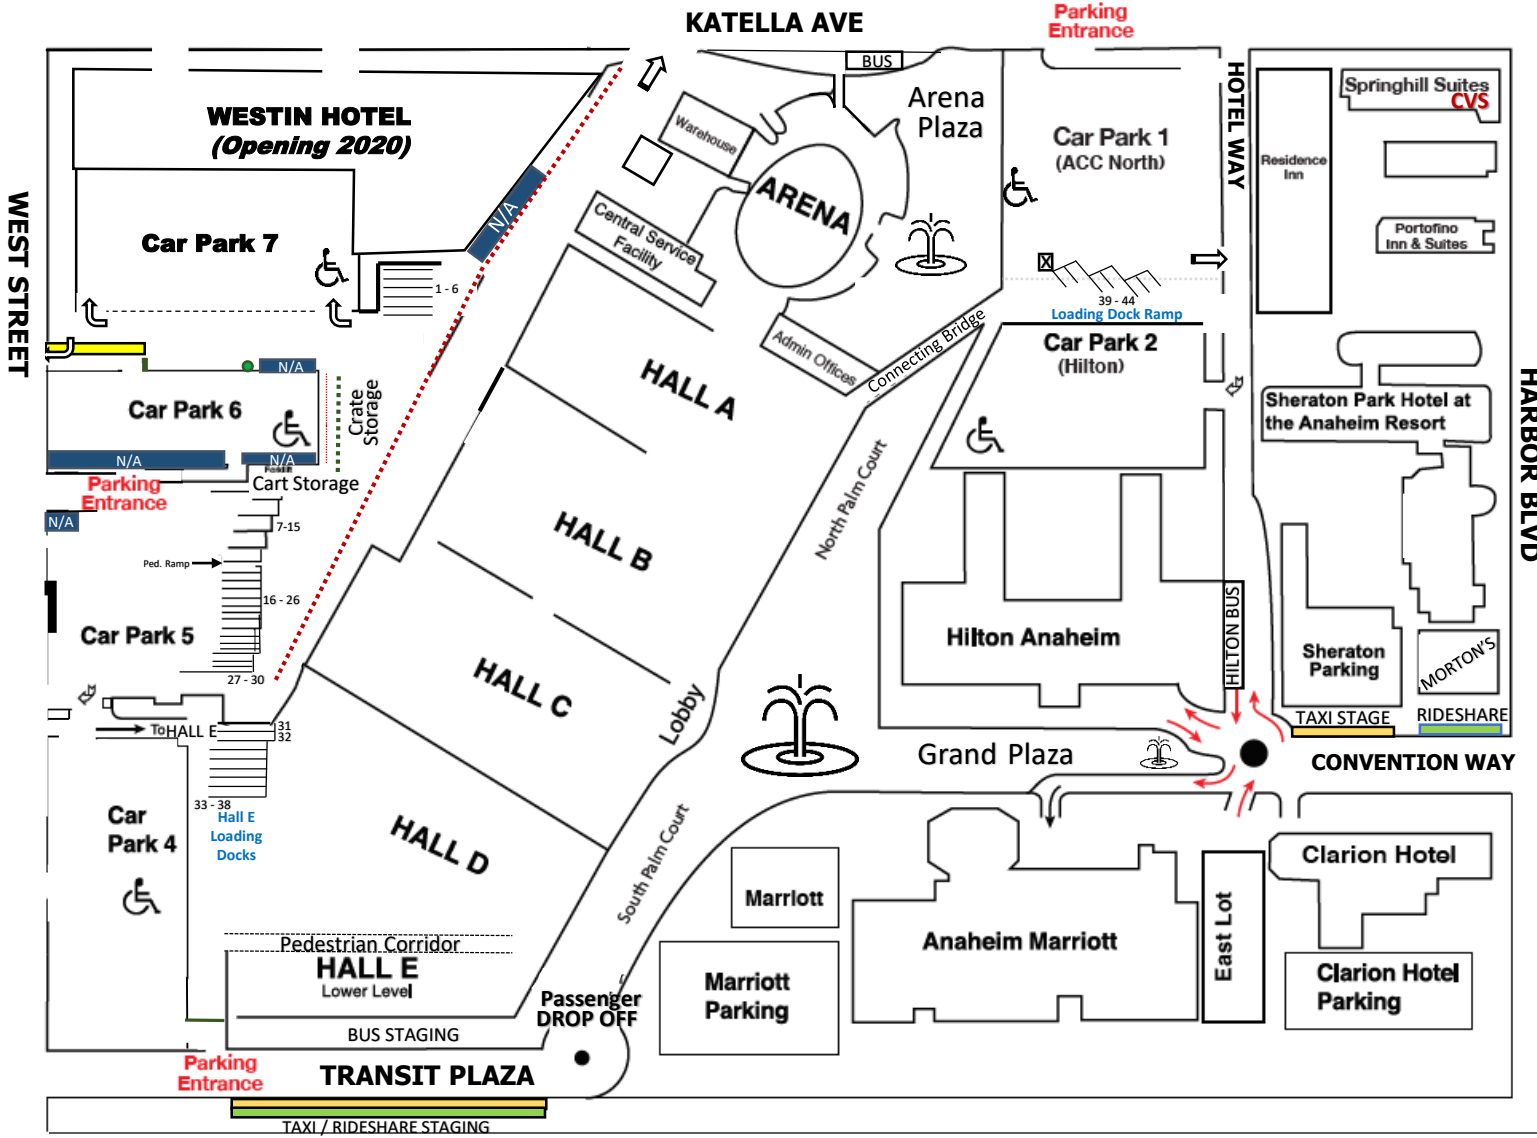 KATELLA AVE
Parking
Entrance
BUS
WESTIN HOTEL
(Opening 2020)
Warehouse
Arena
Plaza
Car Park 1
(ACC North)
HOTEL WAY
Springhill Suites
CVS
Residence
Inn
Portofino
Inn & Suites
WEST STREET
Car Park 7
N/A
ARENA
Central Service
Facility
1 - 6
X
39 - 44
Loading Dock Ramp
Admin Offices
Connecting Bridge
Car Park 2
(Hilton)
N/A
Car Park 6
Crate
Storage
HALL A
Sheraton Park Hotel at
the Anaheim Resort
HARBOR BLVD
N/A
N/A
Forklift
Cart Storage
Parking
Entrance
N/A
7-15
Ped. Ramp
16 - 26
HALL B
North Palm Court
Car Park 5
27 - 30
Hilton Anaheim
HILTON BUS
Sheraton
Parking
MORTON'S
HALL C
Lobby
To HALL E
31
32
TAXI STAGE
RIDESHARE
Grand Plaza
CONVENTION WAY
33 - 38
Hall E
Loading
Docks
Car
Park 4
HALL D
South Palm Court
Marriott
Anaheim Marriott
East Lot
Clarion Hotel
Pedestrian Corridor
HALL E
Lower Level
Marriott
Parking
Clarion Hotel
Parking
Passenger
DROP OFF
BUS STAGING
Parking
Entrance
TRANSIT PLAZA
TAXI / RIDESHARE STAGING